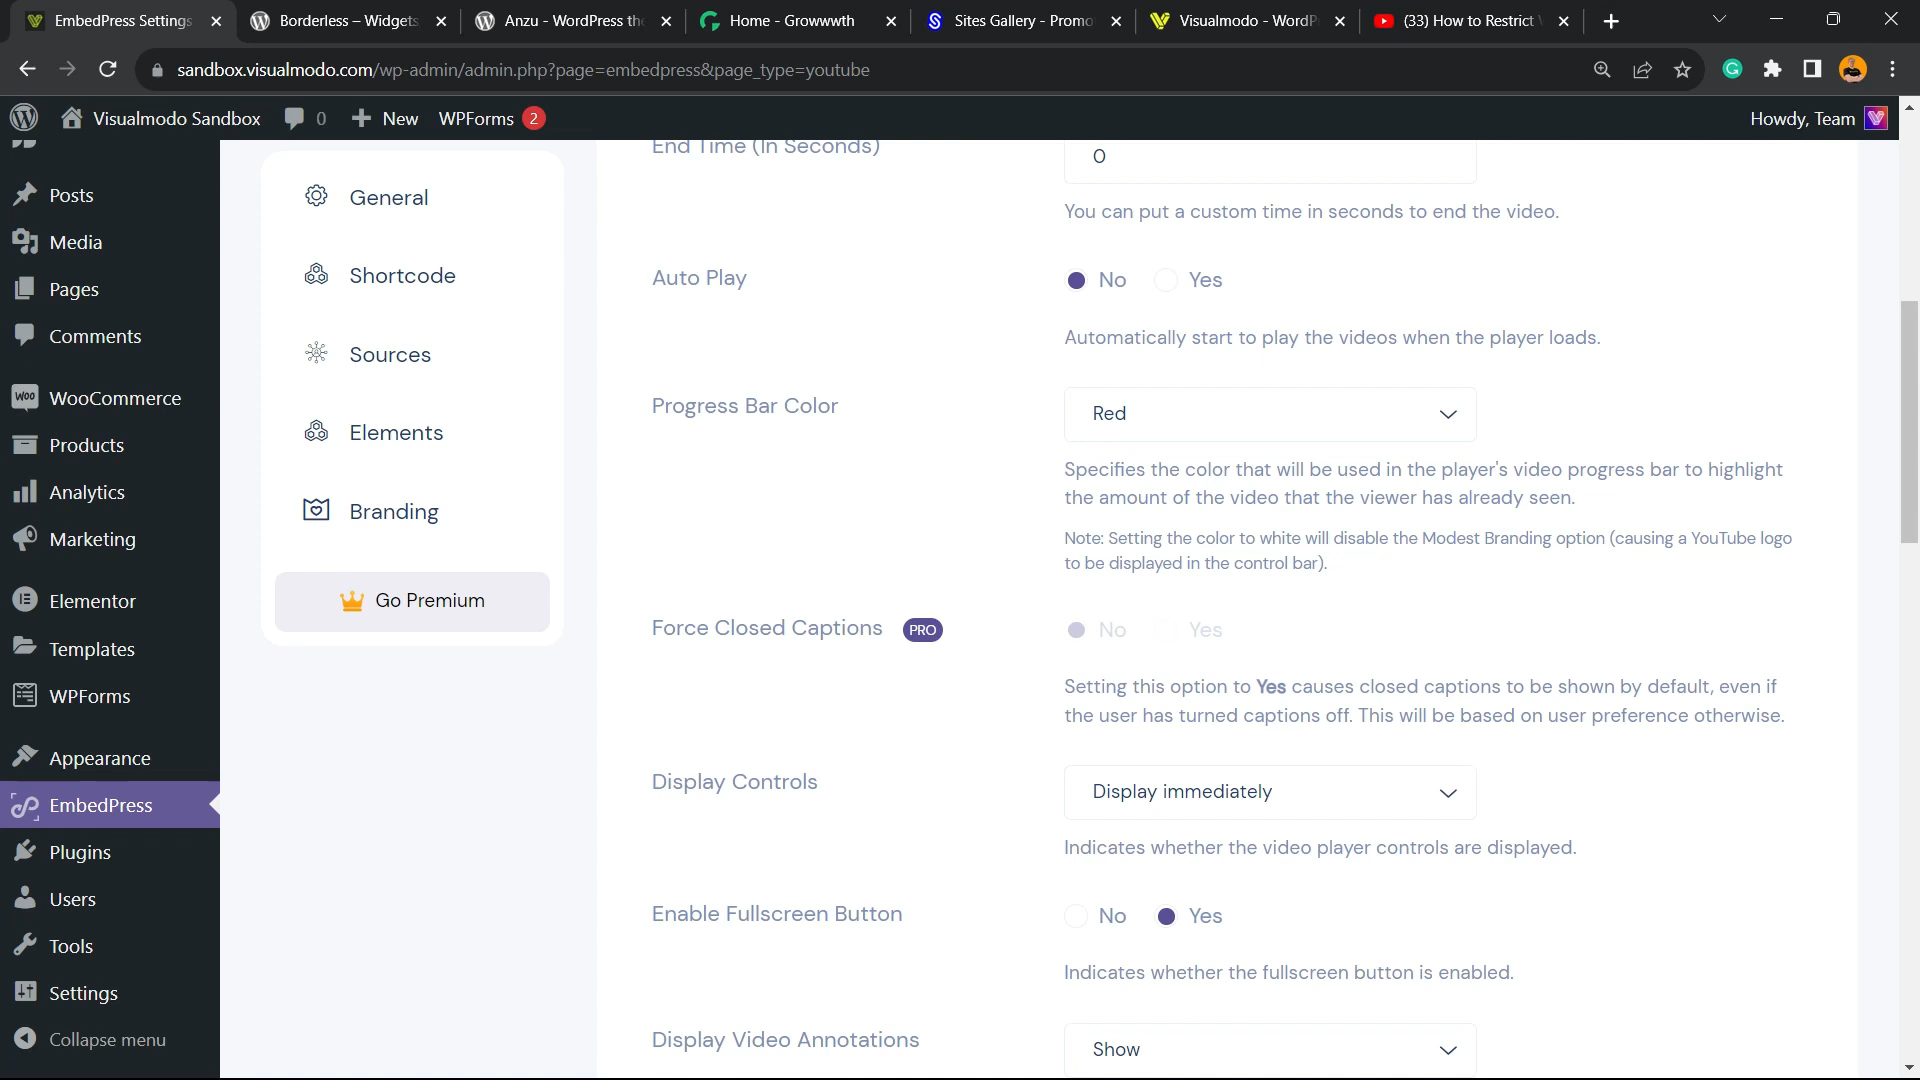 EmbedPress Settings
Borderless – Widgets
Anzu - WordPress the
Home - Growwwth
Sites Gallery - Promo
Visualmodo - WordP
(33) How to Restrict
sandbox.visualmodo.com/wp-admin/admin.php?page=embedpress&page_type=youtube
Visualmodo Sandbox
0
New
WPForms 2
Howdy, Team
Posts
Media
Pages
Comments
WooCommerce
Products
Analytics
Marketing
Elementor
Templates
WPForms
Appearance
EmbedPress
Plugins
Users
Tools
Settings
Collapse menu
General
Shortcode
Sources
Elements
Branding
Go Premium
End Time (In Seconds)
0
You can put a custom time in seconds to end the video.
Auto Play
No Yes
Automatically start to play the videos when the player loads.
Progress Bar Color
Red
Specifies the color that will be used in the player's video progress bar to highlight
the amount of the video that the viewer has already seen.
Note: Setting the color to white will disable the Modest Branding option (causing a YouTube logo
to be displayed in the control bar).
Force Closed Captions PRO
No Yes
Setting this option to Yes causes closed captions to be shown by default, even if
the user has turned captions off. This will be based on user preference otherwise.
Display Controls
Display immediately
Indicates whether the video player controls are displayed.
Enable Fullscreen Button
No Yes
Indicates whether the fullscreen button is enabled.
Display Video Annotations
Show